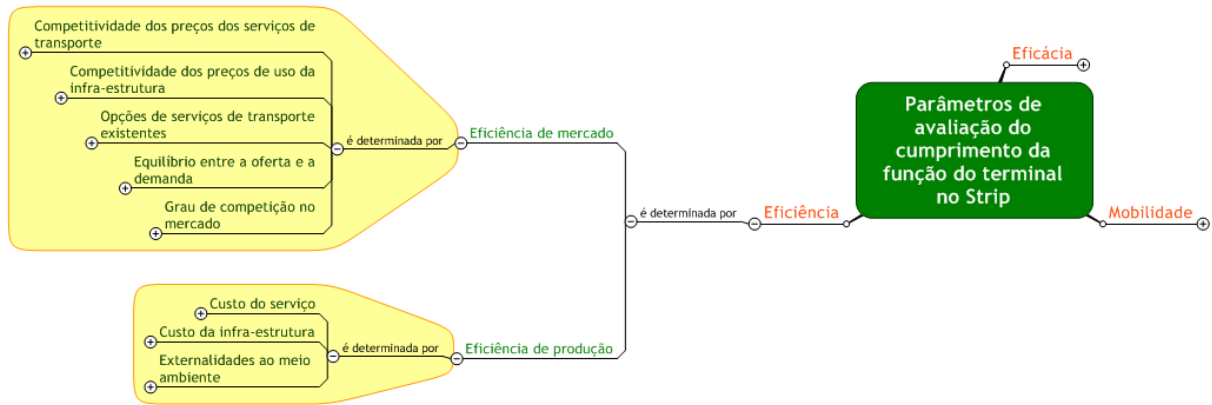 Competitividade dos preços dos serviços de
transporte
Competitividade dos preços de uso da
infra-estrutura
Opções de serviços de transporte
existentes
Equilíbrio entre a oferta e a
demanda
Grau de competição no
mercado
é determinada por
Eficiência de mercado
Custo do serviço
Custo da infra-estrutura
Externalidades ao meio
ambiente
é determinada por
Eficiência de produção
é determinada por
Eficiência
Eficácia
Parâmetros de
avaliação do
cumprimento da
função do terminal
no Strip
Mobilidade